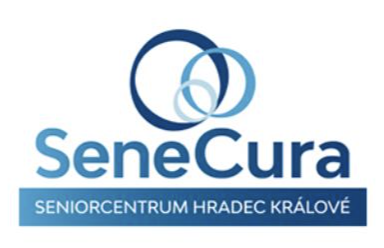 SeneCura
SENIORCENTRUM HRADEC KRÁLOVÉ